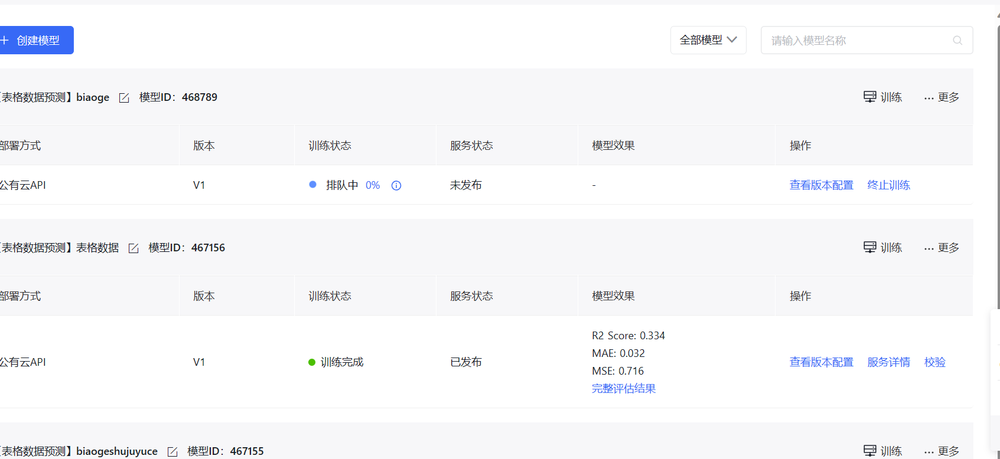 创建模型
全部模型
请输入模型名称
表格数据预测】biaoge 模型ID：468789 训练 ··· 更多
部署方式 版本 训练状态 服务状态 模型效果 操作
公有云API V1 排队中 0% 未发布 - 查看版本配置 终止训练
表格数据预测】表格数据 模型ID：467156 训练 ··· 更多
部署方式 版本 训练状态 服务状态 模型效果 操作
R2 Score: 0.334
MAE: 0.032
公有云API V1 训练完成 已发布 查看版本配置 服务详情 校验
MSE: 0.716
完整评估结果
表格数据预测】biaogeshujuyuce 模型ID：467155 训练 ··· 更多